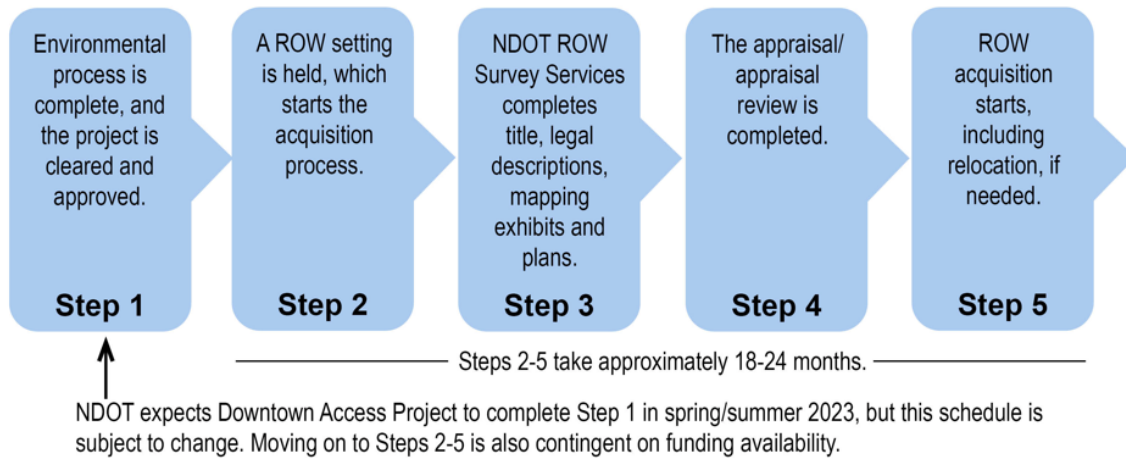 Environmental
process is
complete, and
the project is
cleared and
approved.
Step 1
A ROW setting
is held, which
starts the
acquisition
process.
Step 2
NDOT ROW
Survey Services
completes
title, legal
descriptions,
mapping
exhibits and
plans.
Step 3
The appraisal/
appraisal
review is
completed.
Step 4
ROW
acquisition
starts,
including
relocation, if
needed.
Step 5
Steps 2-5 take approximately 18-24 months.
NDOT expects Downtown Access Project to complete Step 1 in spring/summer 2023, but this schedule is
subject to change. Moving on to Steps 2-5 is also contingent on funding availability.